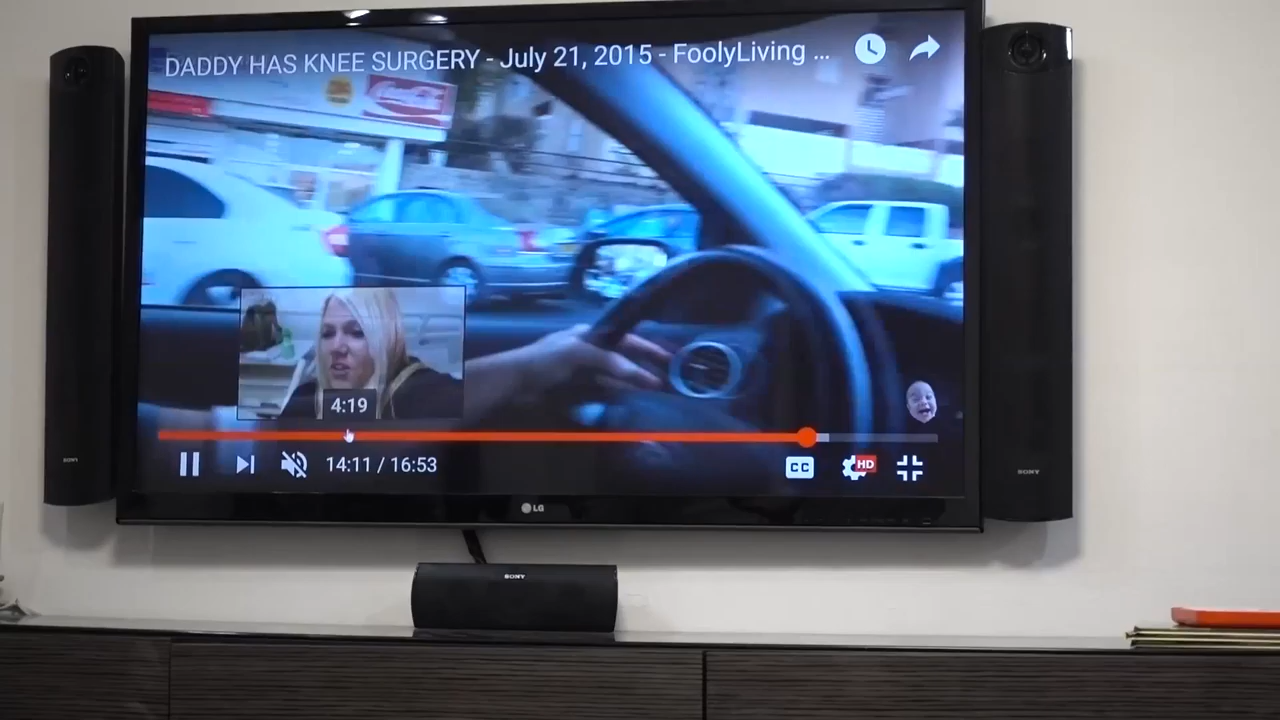 DADDY HAS KNEE SURGERY - July 21, 2015 - FoolyLiving ...
Coca-Cola
4:19
14:11 / 16:53
CC
HD
LG
SONY
SONY
SONY